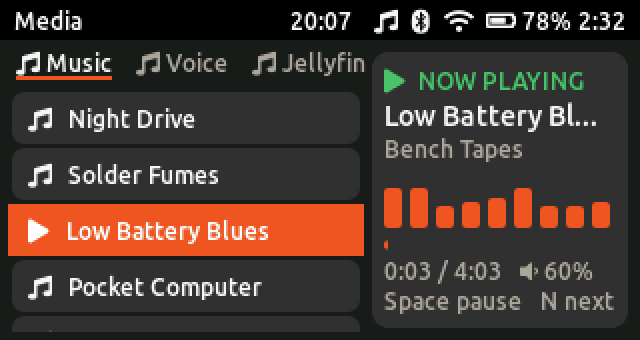 Media 20:07 78% 2:32
Music Voice Jellyfin
Night Drive
Solder Fumes
Low Battery Blues
Pocket Computer
NOW PLAYING
Low Battery Bl...
Bench Tapes
0:03 / 4:03 60%
Space pause N next